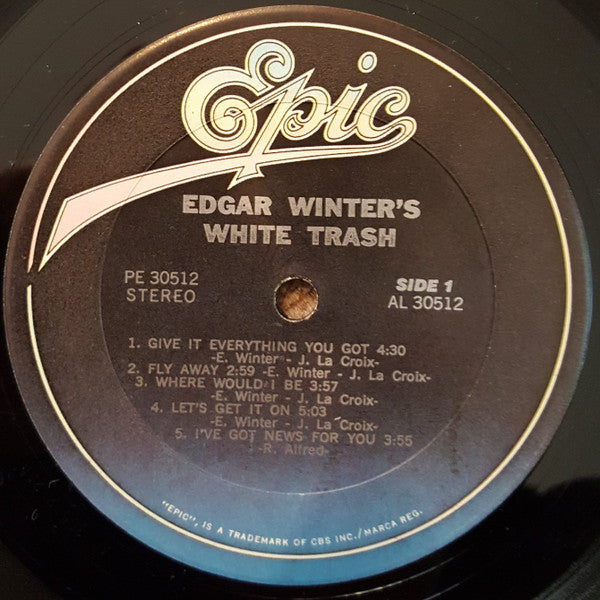 Epic
EDGAR WINTER'S
WHITE TRASH
PE 30512
STEREO
SIDE 1
AL 30512
1. GIVE IT EVERYTHING YOU GOT 4:30
-E. Winter - J. La Croix-
2. FLY AWAY 2:59 -E. Winter - J. La Croix-
3. WHERE WOULD I BE 3:57
-E. Winter - J. La Croix-
4. LET'S GET IT ON 5:03
-E. Winter - J. La Croix-
5. I'VE GOT NEWS FOR YOU 3:55
-R. Alfred-
"EPIC", IS A TRADEMARK OF CBS INC./MARCA REG.